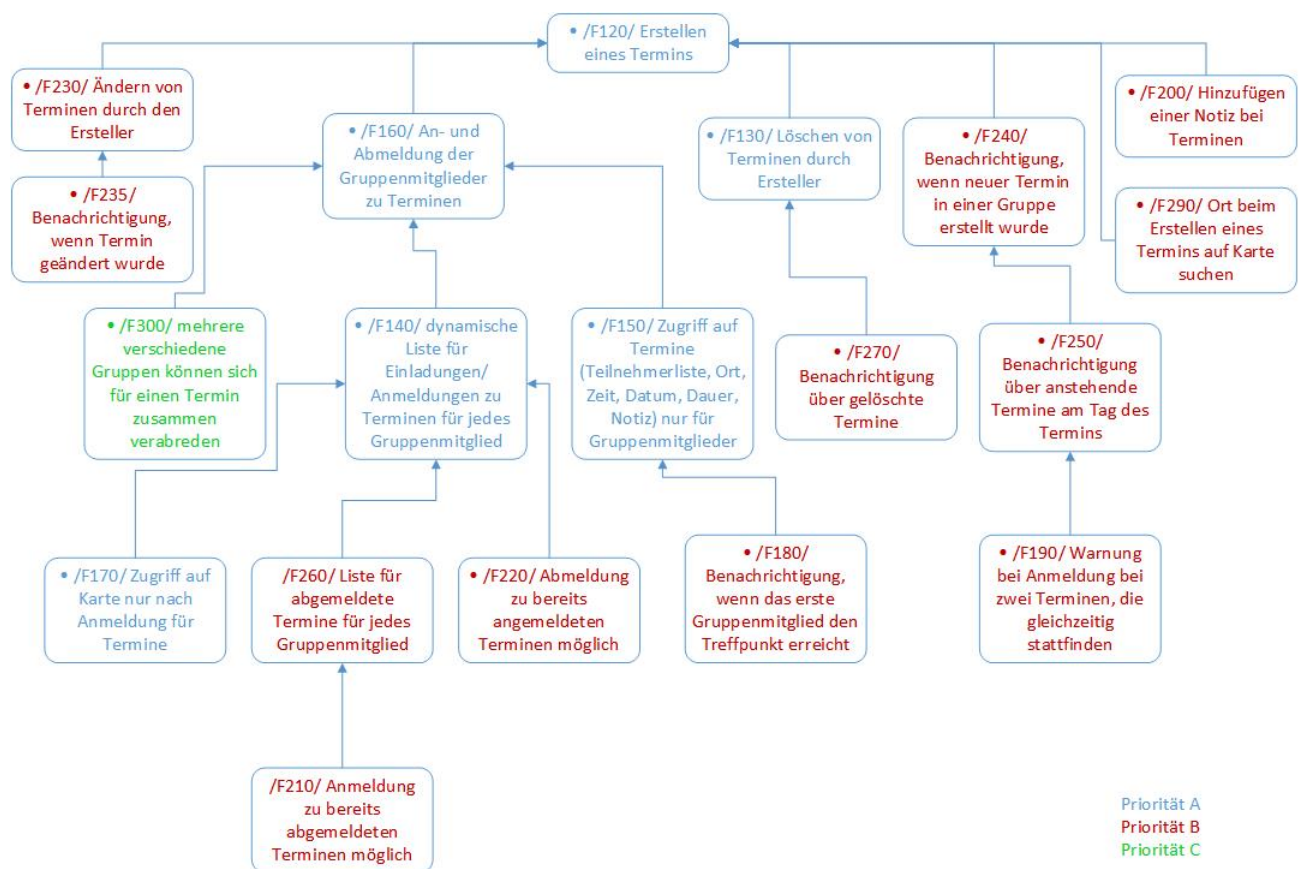 • /F120/ Erstellen
eines Termins
• /F230/ Ändern von
Terminen durch den
Ersteller
• /F200/ Hinzufügen
einer Notiz bei
Terminen
• /F160/ An- und
Abmeldung der
Gruppenmitglieder
zu Terminen
• /F130/ Löschen von
Terminen durch
Ersteller
• /F240/
Benachrichtigung,
wenn neuer Termin
in einer Gruppe
erstellt wurde
• /F235/
Benachrichtigung,
wenn Termin
geändert wurde
• /F290/ Ort beim
Erstellen eines
Termins auf Karte
suchen
• /F300/ mehrere
verschiedene
Gruppen können sich
für einen Termin
zusammen
verabreden
• /F140/ dynamische
Liste für
Einladungen/
Anmeldungen zu
Terminen für jedes
Gruppenmitglied
• /F150/ Zugriff auf
Termine
(Teilnehmerliste, Ort,
Zeit, Datum, Dauer,
Notiz) nur für
Gruppenmitglieder
• /F270/
Benachrichtigung
über gelöschte
Termine
• /F250/
Benachrichtigung
über anstehende
Termine am Tag des
Termins
• /F170/ Zugriff auf
Karte nur nach
Anmeldung für
Termine
/F260/ Liste für
abgemeldete
Termine für jedes
Gruppenmitglied
• /F220/ Abmeldung
zu bereits
angemeldeten
Terminen möglich
• /F180/
Benachrichtigung,
wenn das erste
Gruppenmitglied den
Treffpunkt erreicht
• /F190/ Warnung
bei Anmeldung bei
zwei Terminen, die
gleichzeitig
stattfinden
/F210/ Anmeldung
zu bereits
abgemeldeten
Terminen möglich
Priorität A
Priorität B
Priorität C